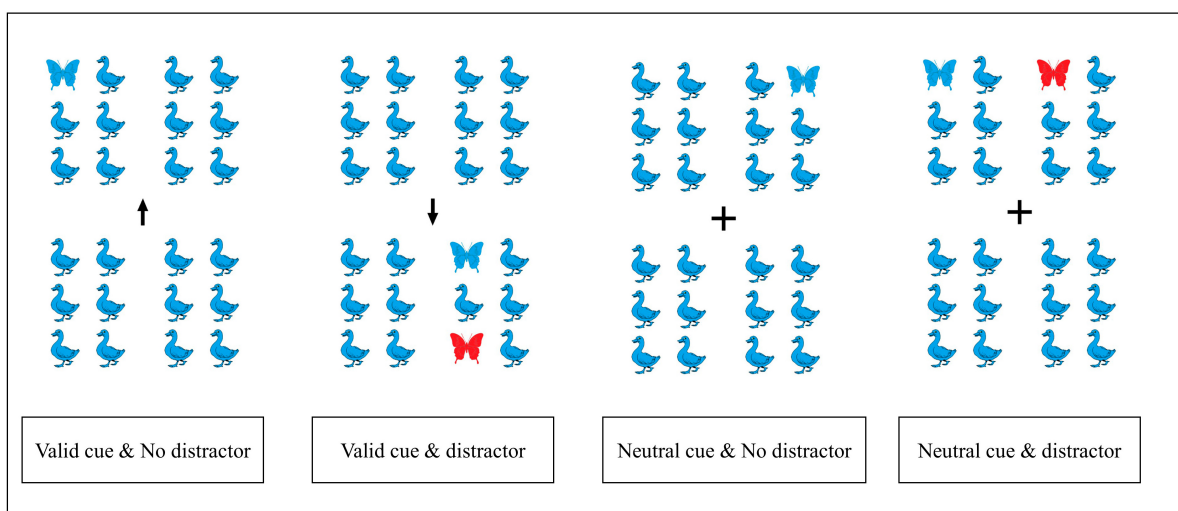 Valid cue & No distractor
Valid cue & distractor
Neutral cue & No distractor
Neutral cue & distractor